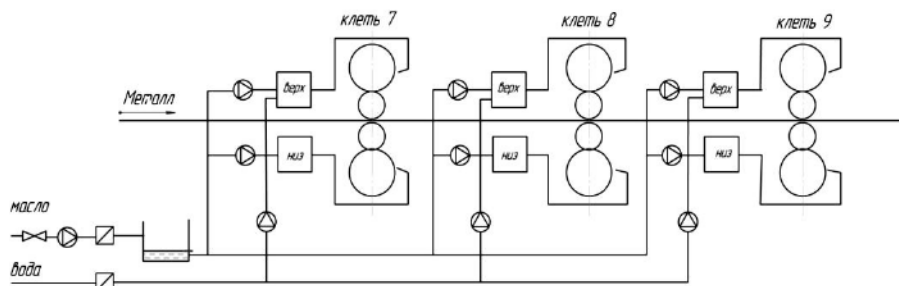 клеть 7
клеть 8
клеть 9
верх
верх
верх
Металл
низ
низ
низ
масло
вода